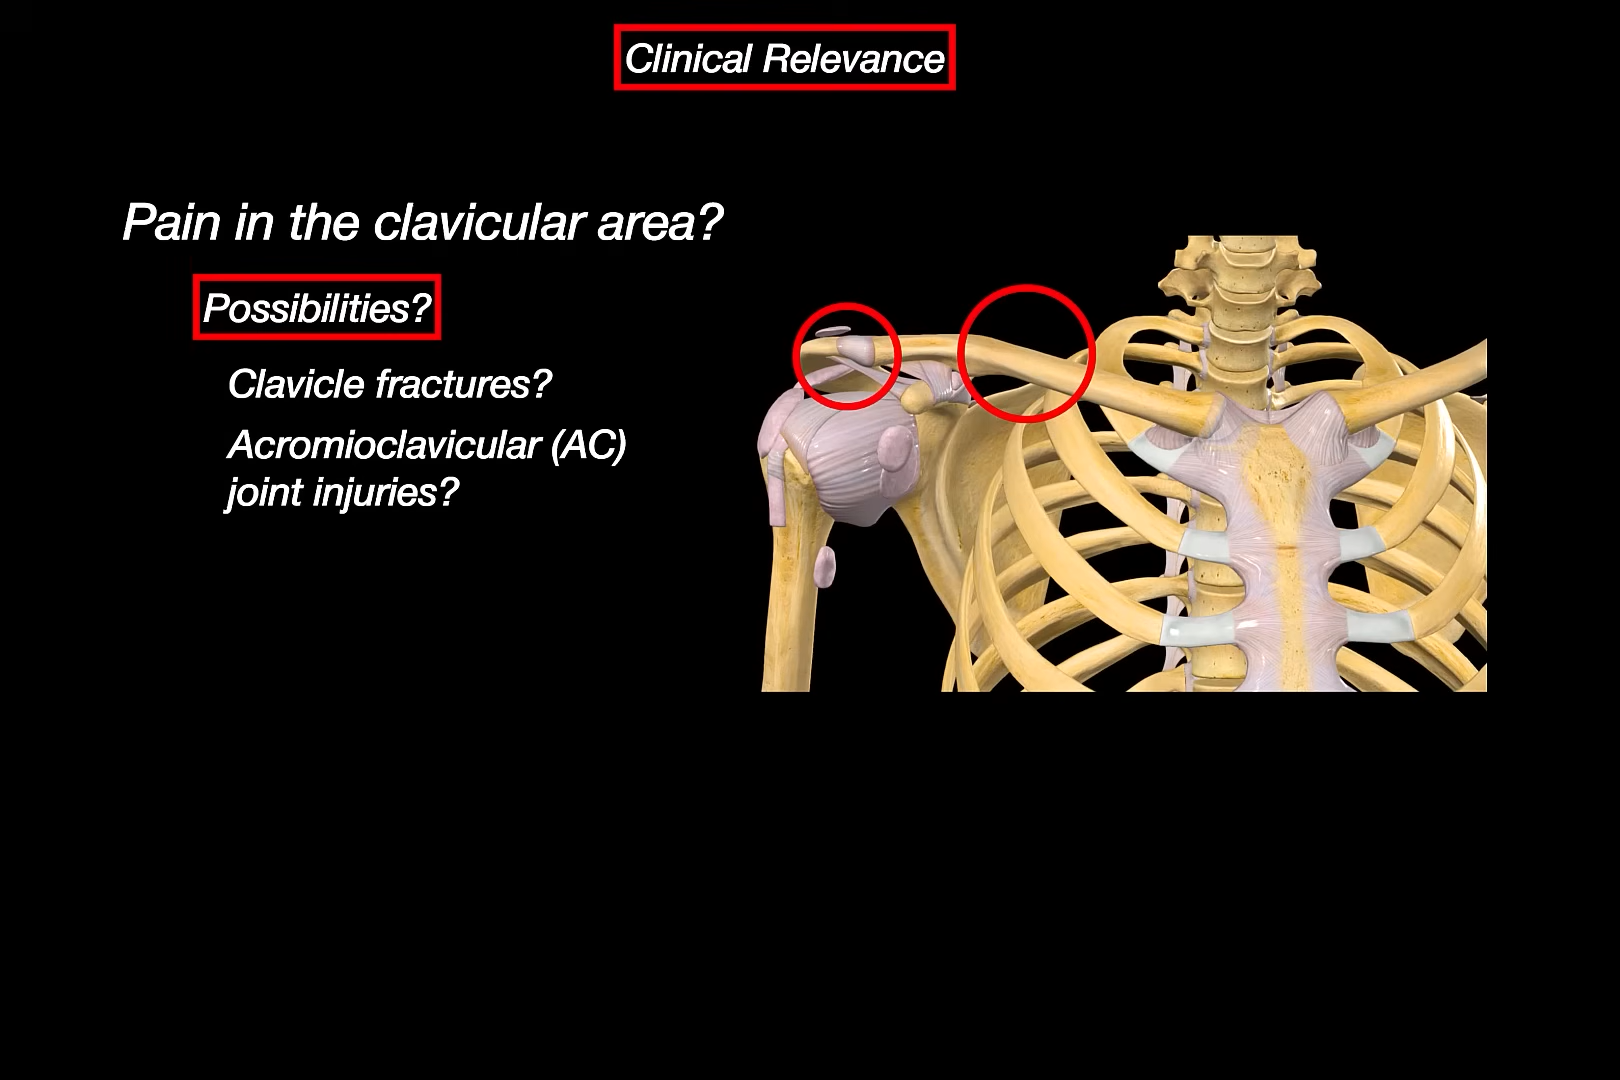 Clinical Relevance
Pain in the clavicular area?
Possibilities?
Clavicle fractures?
Acromioclavicular (AC)
joint injuries?